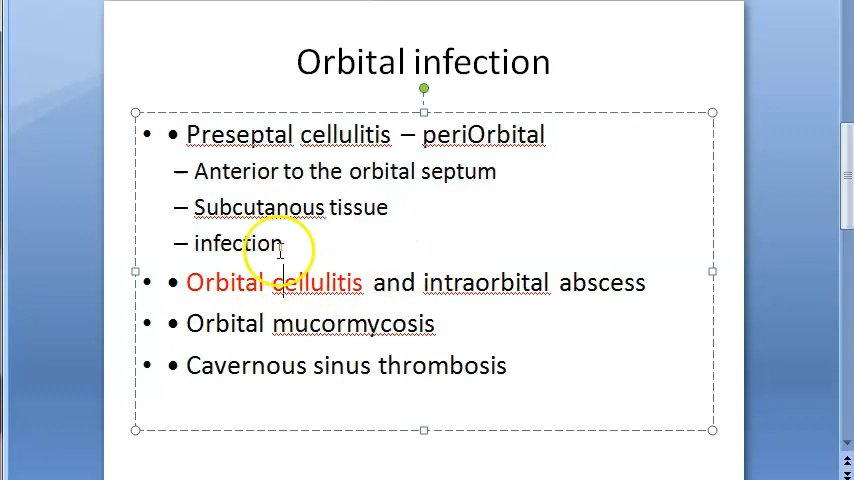 Orbital infection
• • Preseptal cellulitis – periOrbital
– Anterior to the orbital septum
– Subcutanous tissue
– infection
• • Orbital cellulitis and intraorbital abscess
• • Orbital mucormycosis
• • Cavernous sinus thrombosis